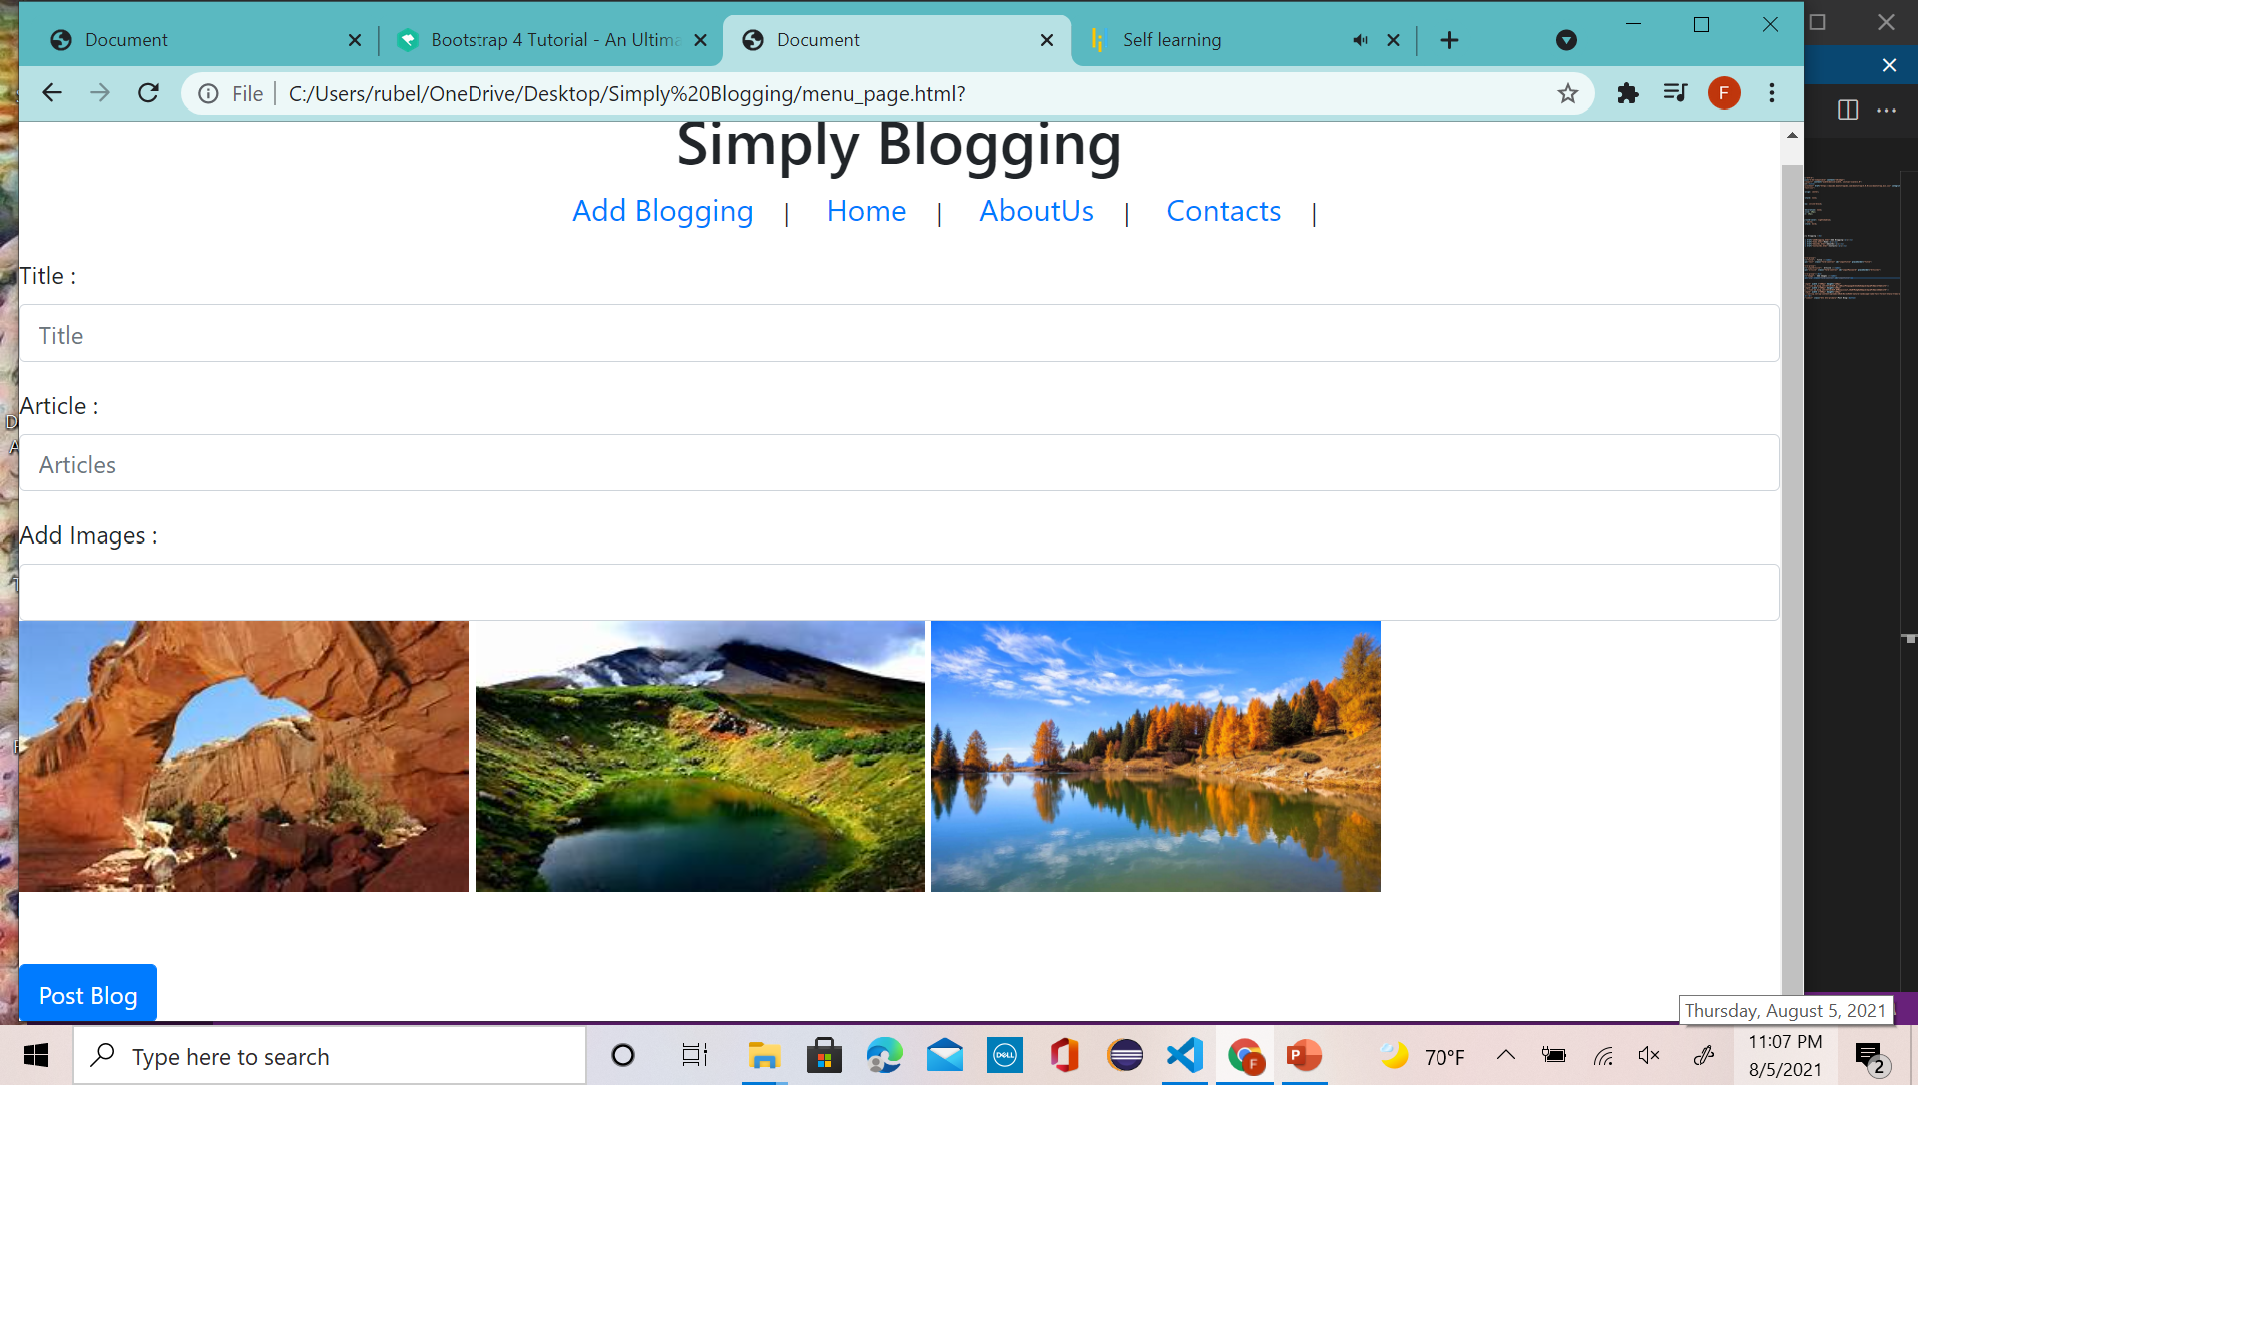 Document
Bootstrap 4 Tutorial - An Ultima
Document
Self learning
File
C:/Users/rubel/OneDrive/Desktop/Simply%20Blogging/menu_page.html?
Simply Blogging
Add Blogging | Home | AboutUs | Contacts |
Title :
Title
Article :
Articles
Add Images :
Post Blog
Thursday, August 5, 2021
Type here to search
DELL
F
P
70°F
11:07 PM
8/5/2021
2